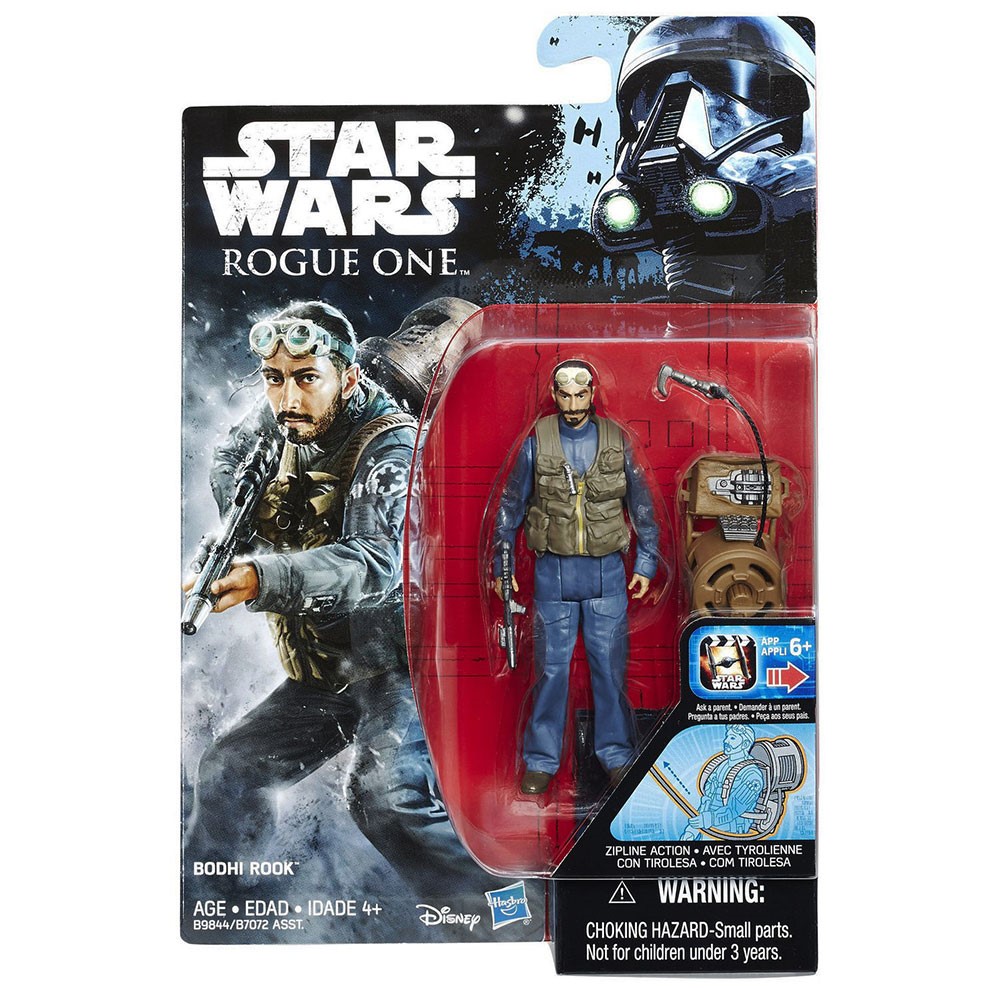 STAR
WARS
ROGUE ONE™
APP
APPLI 6+
STAR
WARS
Ask a parent. • Demander à un parent.
Pregunta a tus padres. • Peça aos seus pais.
ZIPLINE ACTION • AVEC TYROLIENNE
CON TIROLESA • COM TIROLESA
BODHI ROOK™
AGE • EDAD • IDADE 4+
B9844/B7072 ASST.
Disney
Hasbro
⚠ WARNING:
CHOKING HAZARD-Small parts.
Not for children under 3 years.